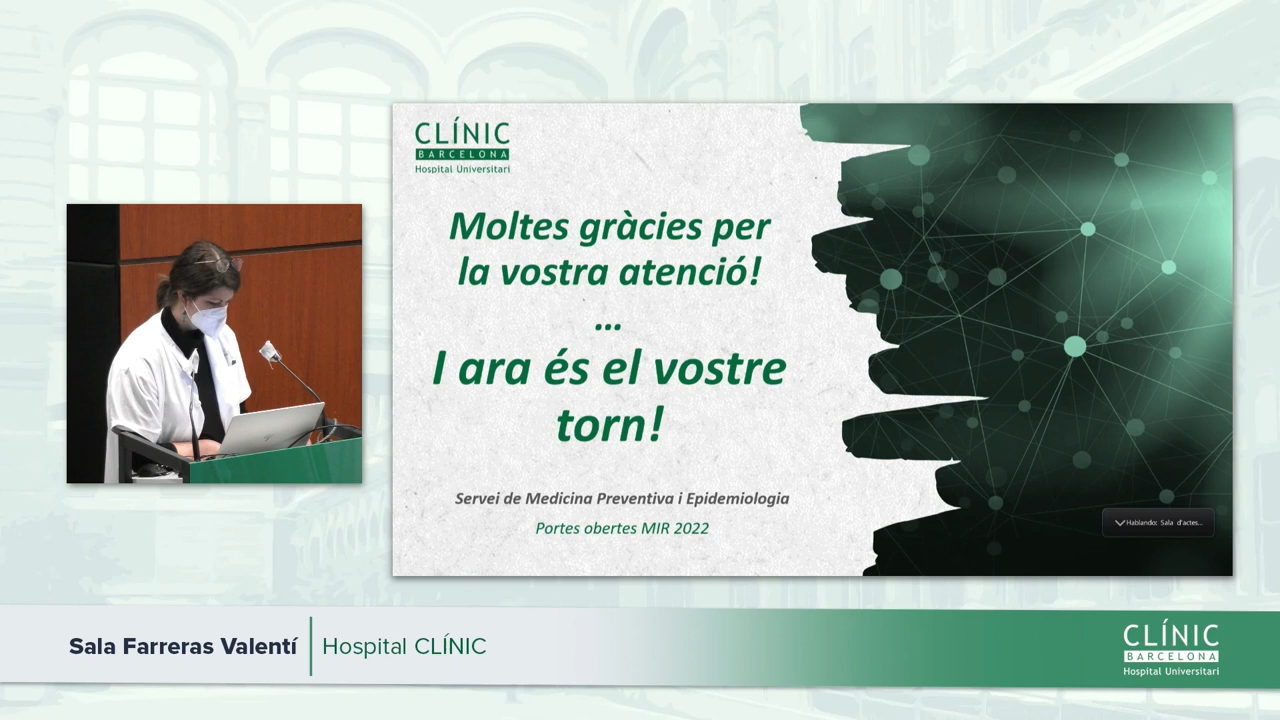 CLÍNIC
BARCELONA
Hospital Universitari
Moltes gràcies per
la vostra atenció!
...
I ara és el vostre
torn!
Servei de Medicina Preventiva i Epidemiologia
Portes obertes MIR 2022
Hablando: Sala d'actes...
Sala Farreras Valentí
Hospital CLÍNIC
CLÍNIC
BARCELONA
Hospital Universitari